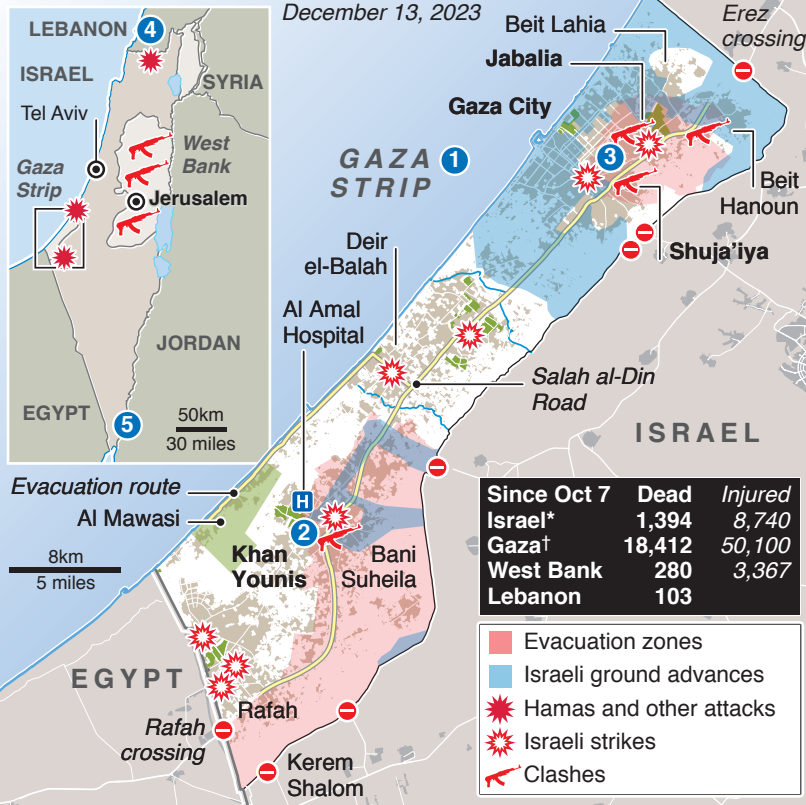 December 13, 2023
LEBANON 4
ISRAEL
SYRIA
Tel Aviv
West
Bank
Gaza
Strip
Jerusalem
JORDAN
EGYPT
5
50km
30 miles
Erez
crossing
Beit Lahia
Jabalia
Gaza City
GAZA 1
STRIP
3
Beit
Hanoun
Shuja’iya
Deir
el-Balah
Al Amal
Hospital
Salah al-Din
Road
ISRAEL
Evacuation route
Al Mawasi
H
2
8km
5 miles
Khan
Younis
Bani
Suheila
EGYPT
Rafah
Rafah
crossing
Kerem
Shalom
Since Oct 7 Dead Injured
Israel* 1,394 8,740
Gaza† 18,412 50,100
West Bank 280 3,367
Lebanon 103
Evacuation zones
Israeli ground advances
Hamas and other attacks
Israeli strikes
Clashes